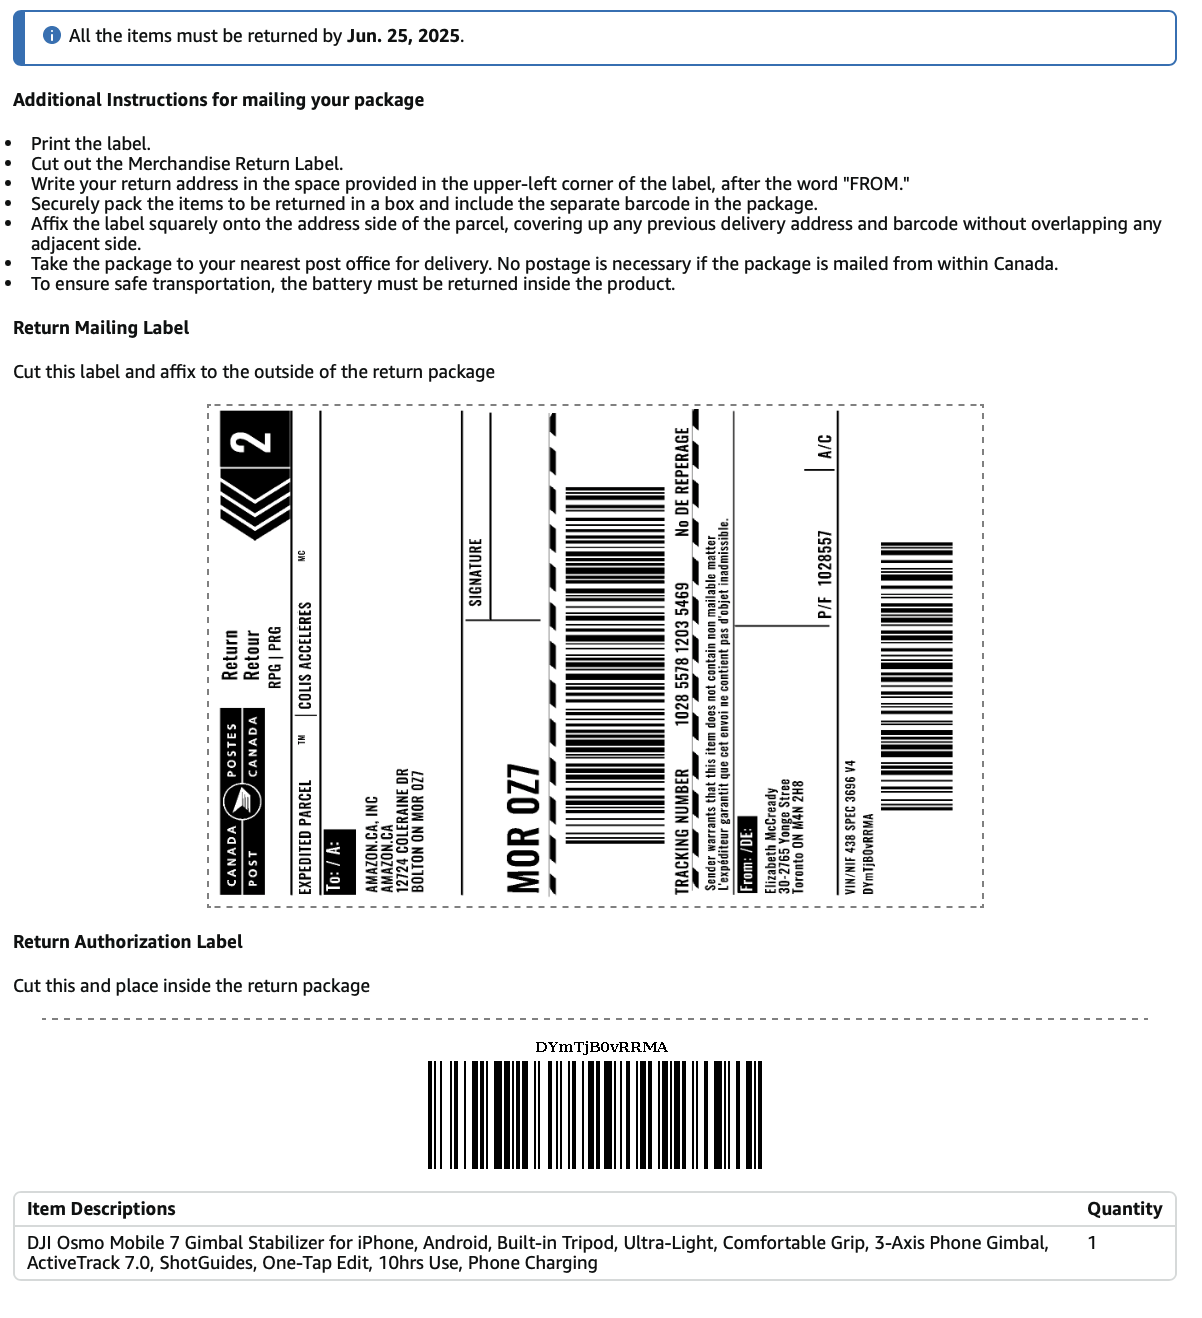 All the items must be returned by Jun. 25, 2025.
Additional Instructions for mailing your package
• Print the label.
• Cut out the Merchandise Return Label.
• Write your return address in the space provided in the upper-left corner of the label, after the word "FROM."
• Securely pack the items to be returned in a box and include the separate barcode in the package.
• Affix the label squarely onto the address side of the parcel, covering up any previous delivery address and barcode without overlapping any
adjacent side.
• Take the package to your nearest post office for delivery. No postage is necessary if the package is mailed from within Canada.
• To ensure safe transportation, the battery must be returned inside the product.
Return Mailing Label
Cut this label and affix to the outside of the return package
CANADA POSTES
POST CANADA
Return
Retour
RPG | PRG
2
EXPEDITED PARCEL TM COLIS ACCELERES MC
To: / A:
AMAZON.CA, INC
AMAZON.CA
12724 COLERAINE DR
BOLTON ON M0R 0Z7
SIGNATURE
M0R 0Z7
TRACKING NUMBER 1028 5578 1203 5469 No DE REPERAGE
Sender warrants that this item does not contain non mailable matter
L'expéditeur garantit que cet envoi ne contient pas d'objet inadmissible.
From: /DE:
Elizabeth McCready
30-2765 Yonge Stree
Toronto ON M4N 2H8
P/F 1028557 A/C
VIN/NIF 438 SPEC 3696 V4
DYmTjB0vRRMA
Return Authorization Label
Cut this and place inside the return package
DYmTjB0vRRMA
Item Descriptions Quantity
DJI Osmo Mobile 7 Gimbal Stabilizer for iPhone, Android, Built-in Tripod, Ultra-Light, Comfortable Grip, 3-Axis Phone Gimbal, 1
ActiveTrack 7.0, ShotGuides, One-Tap Edit, 10hrs Use, Phone Charging